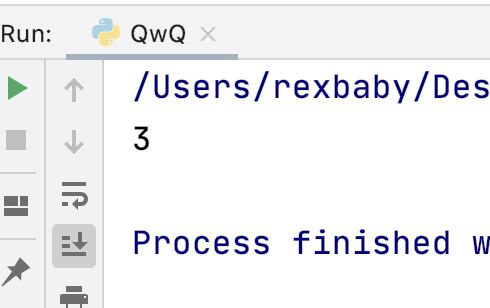 Run: QwQ
/Users/rexbaby/Des
3
Process finished w